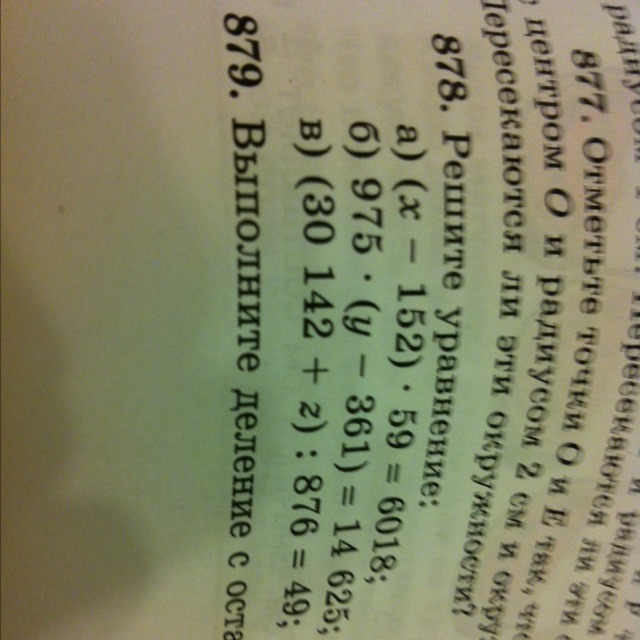 877. Отметьте точки O и E так, что
центром O и радиусом 2 см и окру
Пересекаются ли эти окружности?
878. Решите уравнение:
а) (x − 152) · 59 = 6018;
б) 975 · (y − 361) = 14 625;
в) (30 142 + z) : 876 = 49;
879. Выполните деление с оста